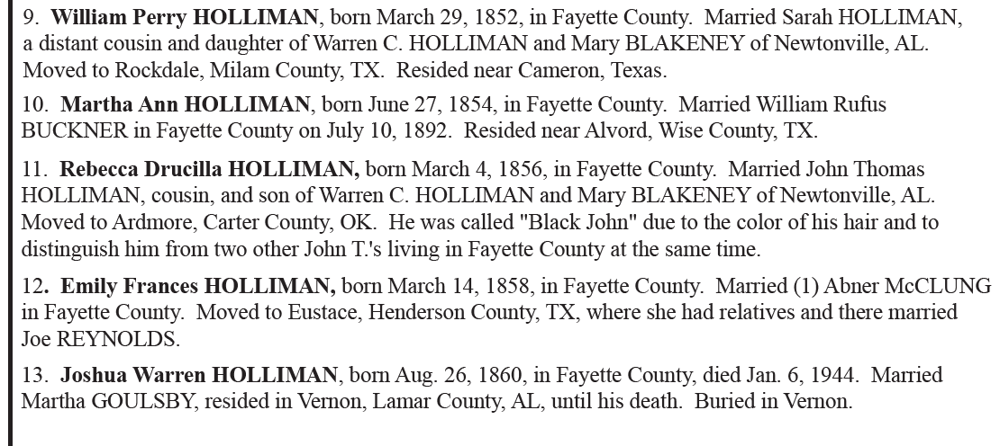 9.  William Perry HOLLIMAN, born March 29, 1852, in Fayette County.  Married Sarah HOLLIMAN,
a distant cousin and daughter of Warren C. HOLLIMAN and Mary BLAKENEY of Newtonville, AL.
Moved to Rockdale, Milam County, TX.  Resided near Cameron, Texas.
10.  Martha Ann HOLLIMAN, born June 27, 1854, in Fayette County.  Married William Rufus
BUCKNER in Fayette County on July 10, 1892.  Resided near Alvord, Wise County, TX.
11.  Rebecca Drucilla HOLLIMAN, born March 4, 1856, in Fayette County.  Married John Thomas
HOLLIMAN, cousin, and son of Warren C. HOLLIMAN and Mary BLAKENEY of Newtonville, AL.
Moved to Ardmore, Carter County, OK.  He was called "Black John" due to the color of his hair and to
distinguish him from two other John T.'s living in Fayette County at the same time.
12.  Emily Frances HOLLIMAN, born March 14, 1858, in Fayette County.  Married (1) Abner McCLUNG
in Fayette County.  Moved to Eustace, Henderson County, TX, where she had relatives and there married
Joe REYNOLDS.
13.  Joshua Warren HOLLIMAN, born Aug. 26, 1860, in Fayette County, died Jan. 6, 1944.  Married
Martha GOULSBY, resided in Vernon, Lamar County, AL, until his death.  Buried in Vernon.